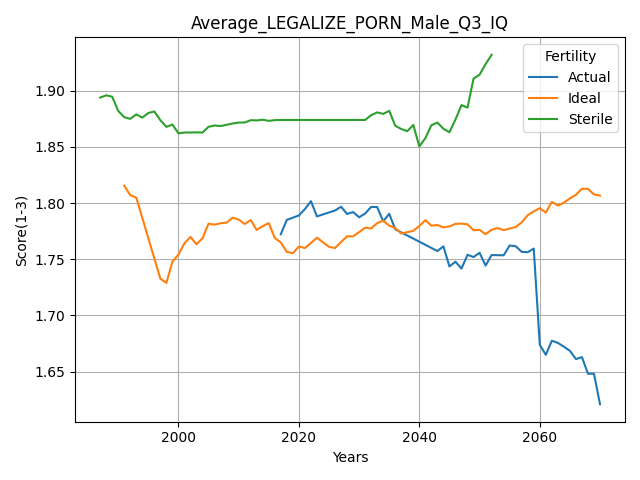 Average_LEGALIZE_PORN_Male_Q3_IQ
Fertility
Actual
Ideal
Sterile
Score(1-3)
1.90
1.85
1.80
1.75
1.70
1.65
2000 2020 2040 2060
Years